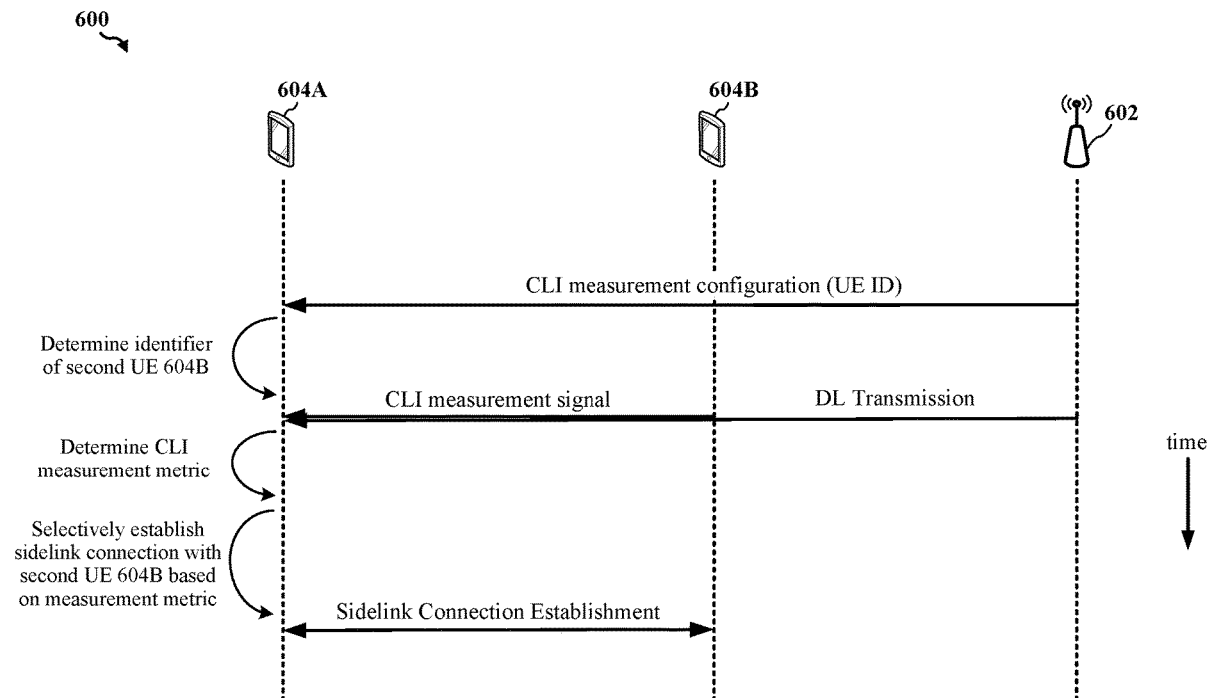 600
604A
604B
602
CLI measurement configuration (UE ID)
Determine identifier
of second UE 604B
CLI measurement signal
DL Transmission
Determine CLI
measurement metric
time
Selectively establish
sidelink connection with
second UE 604B based
on measurement metric
Sidelink Connection Establishment